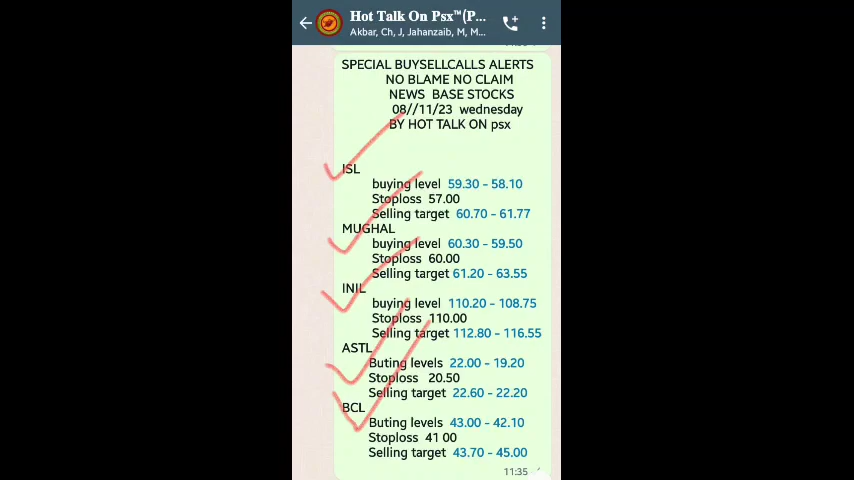 Hot Talk On Psx™(P...
Akbar, Ch, J, Jahanzaib, M, M...
SPECIAL BUYSELLCALLS ALERTS
NO BLAME NO CLAIM
NEWS BASE STOCKS
08//11/23 wednesday
BY HOT TALK ON psx
ISL
buying level 59.30 - 58.10
Stoploss 57.00
Selling target 60.70 - 61.77
MUGHAL
buying level 60.30 - 59.50
Stoploss 60.00
Selling target 61.20 - 63.55
INIL
buying level 110.20 - 108.75
Stoploss 110.00
Selling target 112.80 - 116.55
ASTL
Buting levels 22.00 - 19.20
Stoploss 20.50
Selling target 22.60 - 22.20
BCL
Buting levels 43.00 - 42.10
Stoploss 41 00
Selling target 43.70 - 45.00
11:35